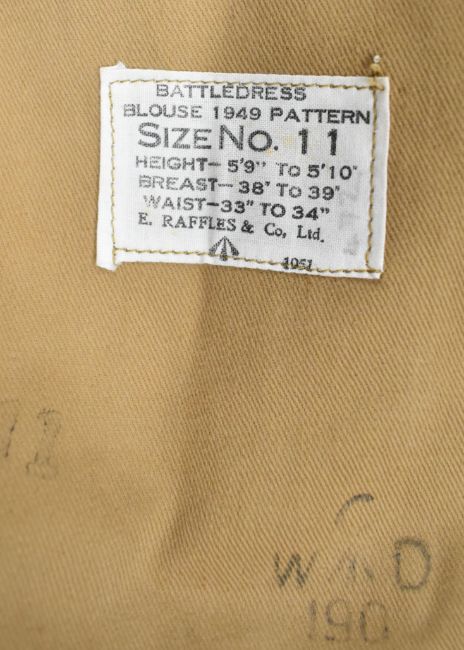 BATTLEDRESS
BLOUSE 1949 PATTERN
SIZE NO. 11
HEIGHT— 5'9" TO 5'10"
BREAST— 38" TO 39"
WAIST—33" TO 34"
E. RAFFLES & Co, Ltd.
1951
W D
190